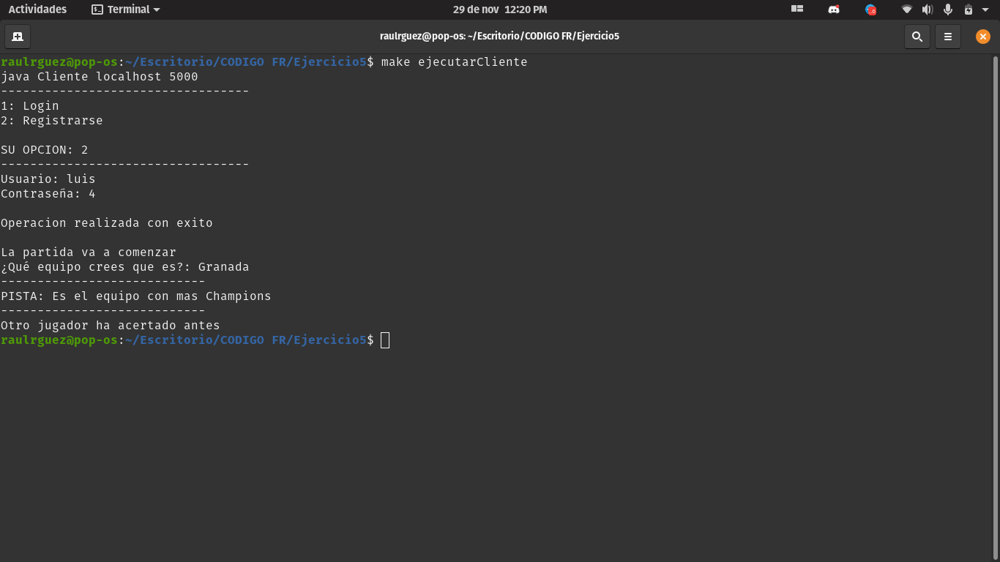 Actividades Terminal 29 de nov 12:20 PM
raulrguez@pop-os: ~/Escritorio/CODIGO FR/Ejercicio5
raulrguez@pop-os:~/Escritorio/CODIGO FR/Ejercicio5$ make ejecutarCliente
java Cliente localhost 5000
----------------------------------
1: Login
2: Registrarse
SU OPCION: 2
----------------------------------
Usuario: luis
Contraseña: 4
Operacion realizada con exito
La partida va a comenzar
¿Qué equipo crees que es?: Granada
----------------------------
PISTA: Es el equipo con mas Champions
----------------------------
Otro jugador ha acertado antes
raulrguez@pop-os:~/Escritorio/CODIGO FR/Ejercicio5$